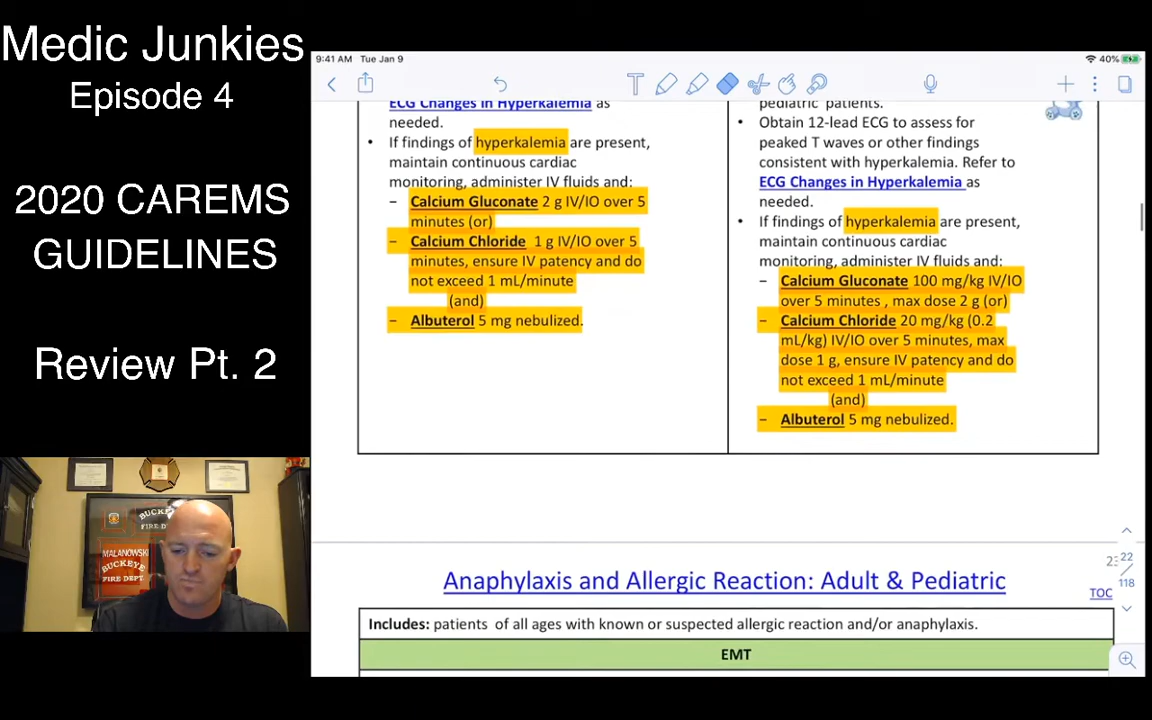 Medic Junkies
Episode 4
2020 CAREMS
GUIDELINES
Review Pt. 2
BUCKEYE
FIRE DEPT
MALANOWSKI
BUCKEYE
FIRE DEPT
9:41 AM Tue Jan 9
40%
T
ECG Changes in Hyperkalemia as
needed.
• If findings of hyperkalemia are present,
maintain continuous cardiac
monitoring, administer IV fluids and:
– Calcium Gluconate 2 g IV/IO over 5
minutes (or)
– Calcium Chloride 1 g IV/IO over 5
minutes, ensure IV patency and do
not exceed 1 mL/minute
(and)
– Albuterol 5 mg nebulized.
pediatric patients.
• Obtain 12-lead ECG to assess for
peaked T waves or other findings
consistent with hyperkalemia. Refer to
ECG Changes in Hyperkalemia as
needed.
• If findings of hyperkalemia are present,
maintain continuous cardiac
monitoring, administer IV fluids and:
– Calcium Gluconate 100 mg/kg IV/IO
over 5 minutes , max dose 2 g (or)
– Calcium Chloride 20 mg/kg (0.2
mL/kg) IV/IO over 5 minutes, max
dose 1 g, ensure IV patency and do
not exceed 1 mL/minute
(and)
– Albuterol 5 mg nebulized.
22
/
118
TOC
Anaphylaxis and Allergic Reaction: Adult & Pediatric
Includes: patients of all ages with known or suspected allergic reaction and/or anaphylaxis.
EMT